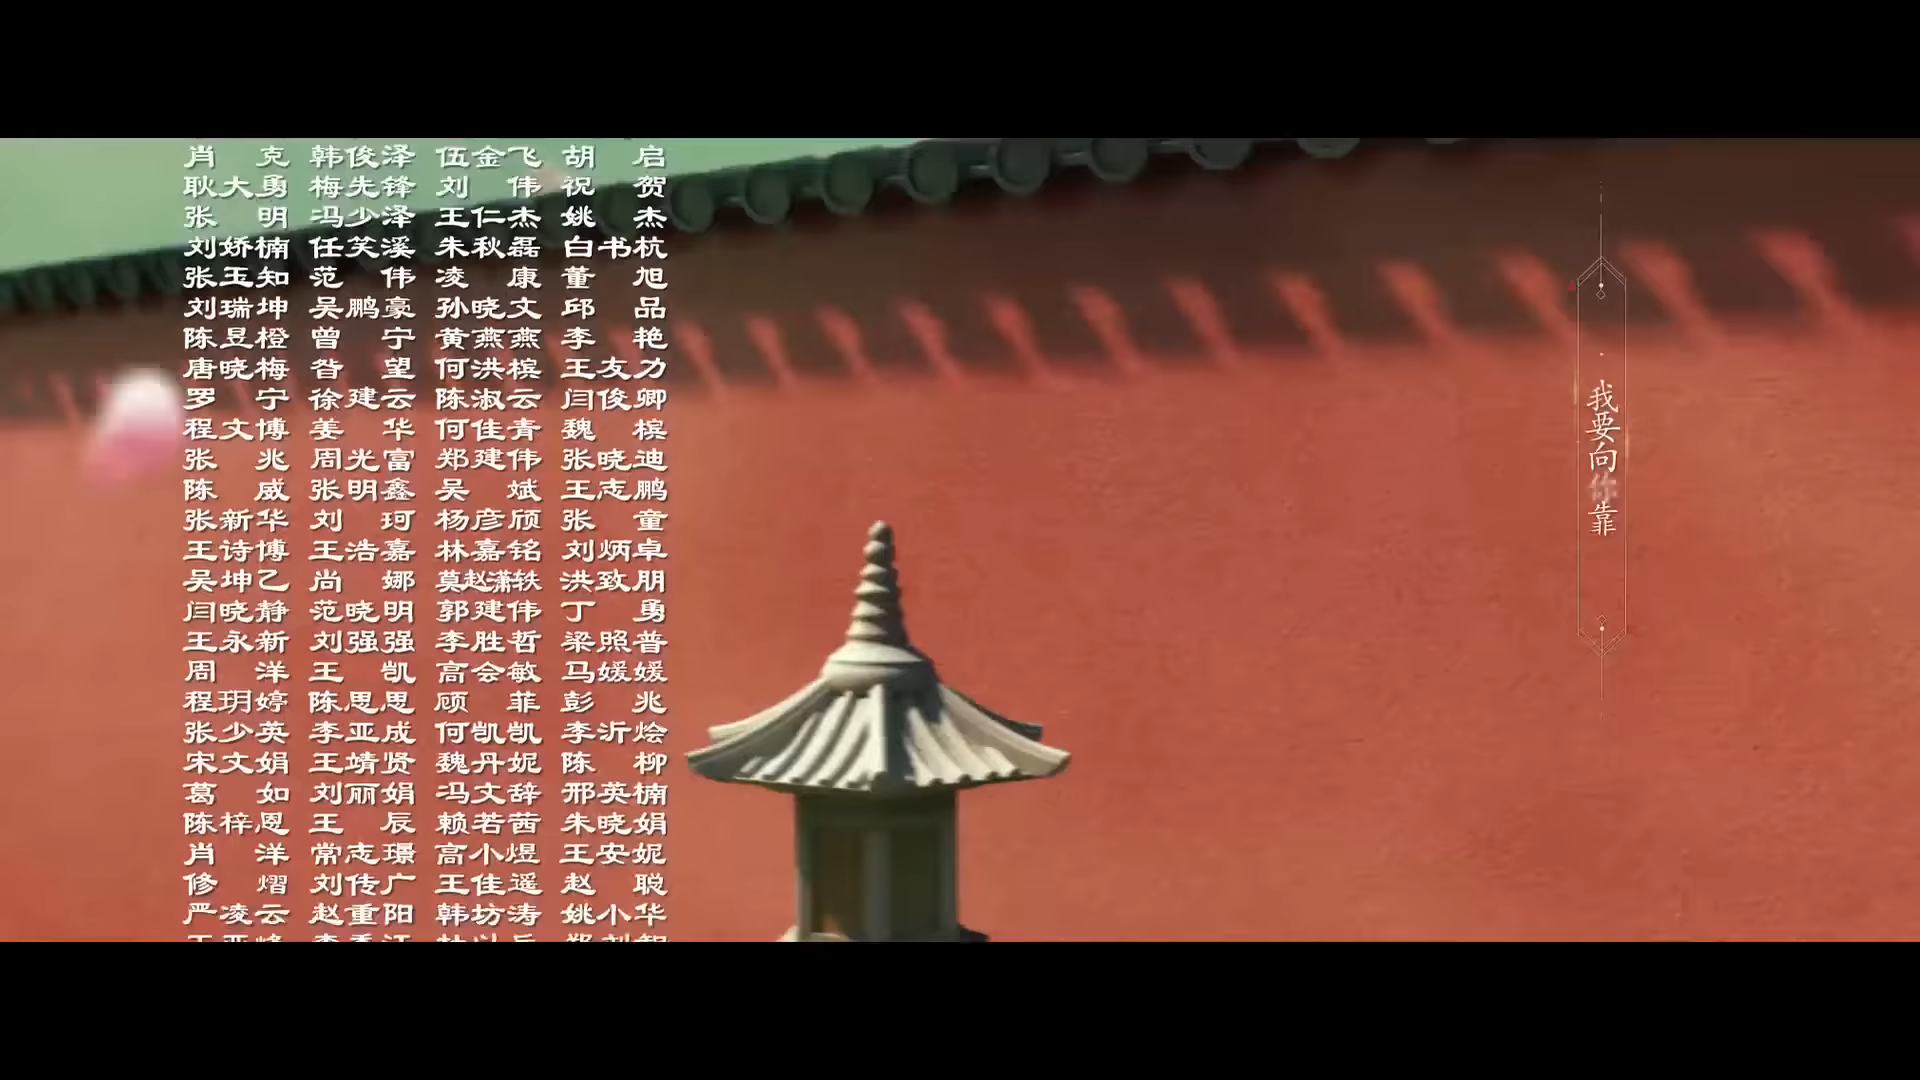 肖　克 韩俊泽 伍金飞 胡　启
耿大勇 梅先锋 刘　伟 祝　贺
张　明 冯少泽 王仁杰 姚　杰
刘娇楠 任芙溪 朱秋磊 白书杭
张玉知 范　伟 凌　康 董　旭
刘瑞坤 吴鹏豪 孙晓文 邱　品
陈昱橙 曾　宁 黄燕燕 李　艳
唐晓梅 昝　望 何洪槟 王友力
罗　宁 徐建云 陈淑云 闫俊卿
程文博 姜　华 何佳青 魏　槟
张　兆 周光富 郑建伟 张晓迪
陈　威 张明鑫 吴　斌 王志鹏
张新华 刘　珂 杨彦颀 张　童
王诗博 王浩嘉 林嘉铭 刘炳卓
吴坤乙 尚　娜 莫赵潇轶 洪致朋
闫晓静 范晓明 郭建伟 丁　勇
王永新 刘强强 李胜哲 梁照普
周　洋 王　凯 高会敏 马媛媛
程玥婷 陈思思 顾　菲 彭　兆
张少英 李亚成 何凯凯 李沂烩
宋文娟 王靖贤 魏丹妮 陈　柳
葛　如 刘丽娟 冯文辞 邢英楠
陈梓恩 王　辰 赖若茜 朱晓娟
肖　洋 常志璟 高小煜 王安妮
修　熠 刘传广 王佳遥 赵　聪
严凌云 赵重阳 韩坊涛 姚小华
我要向你靠